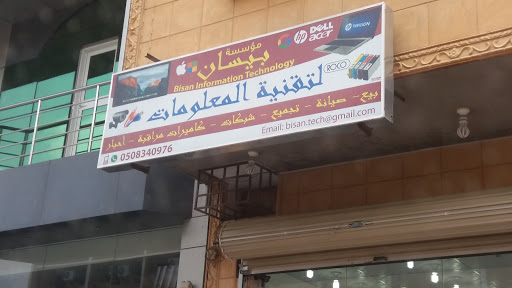 مؤسسة
بيسان
Bisan Information Technology
لتقنية المعلومات
بيع - صيانة - تجميع - شبكات - كاميرات مراقبة - أحبار
0508340976
Email: bisan.tech@gmail.com
hp DELL
acer
ROCO